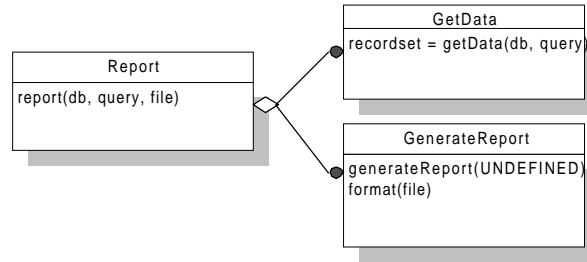 Report
report(db, query, file)
GetData
recordset = getData(db, query)
GenerateReport
generateReport(UNDEFINED)
format(file)